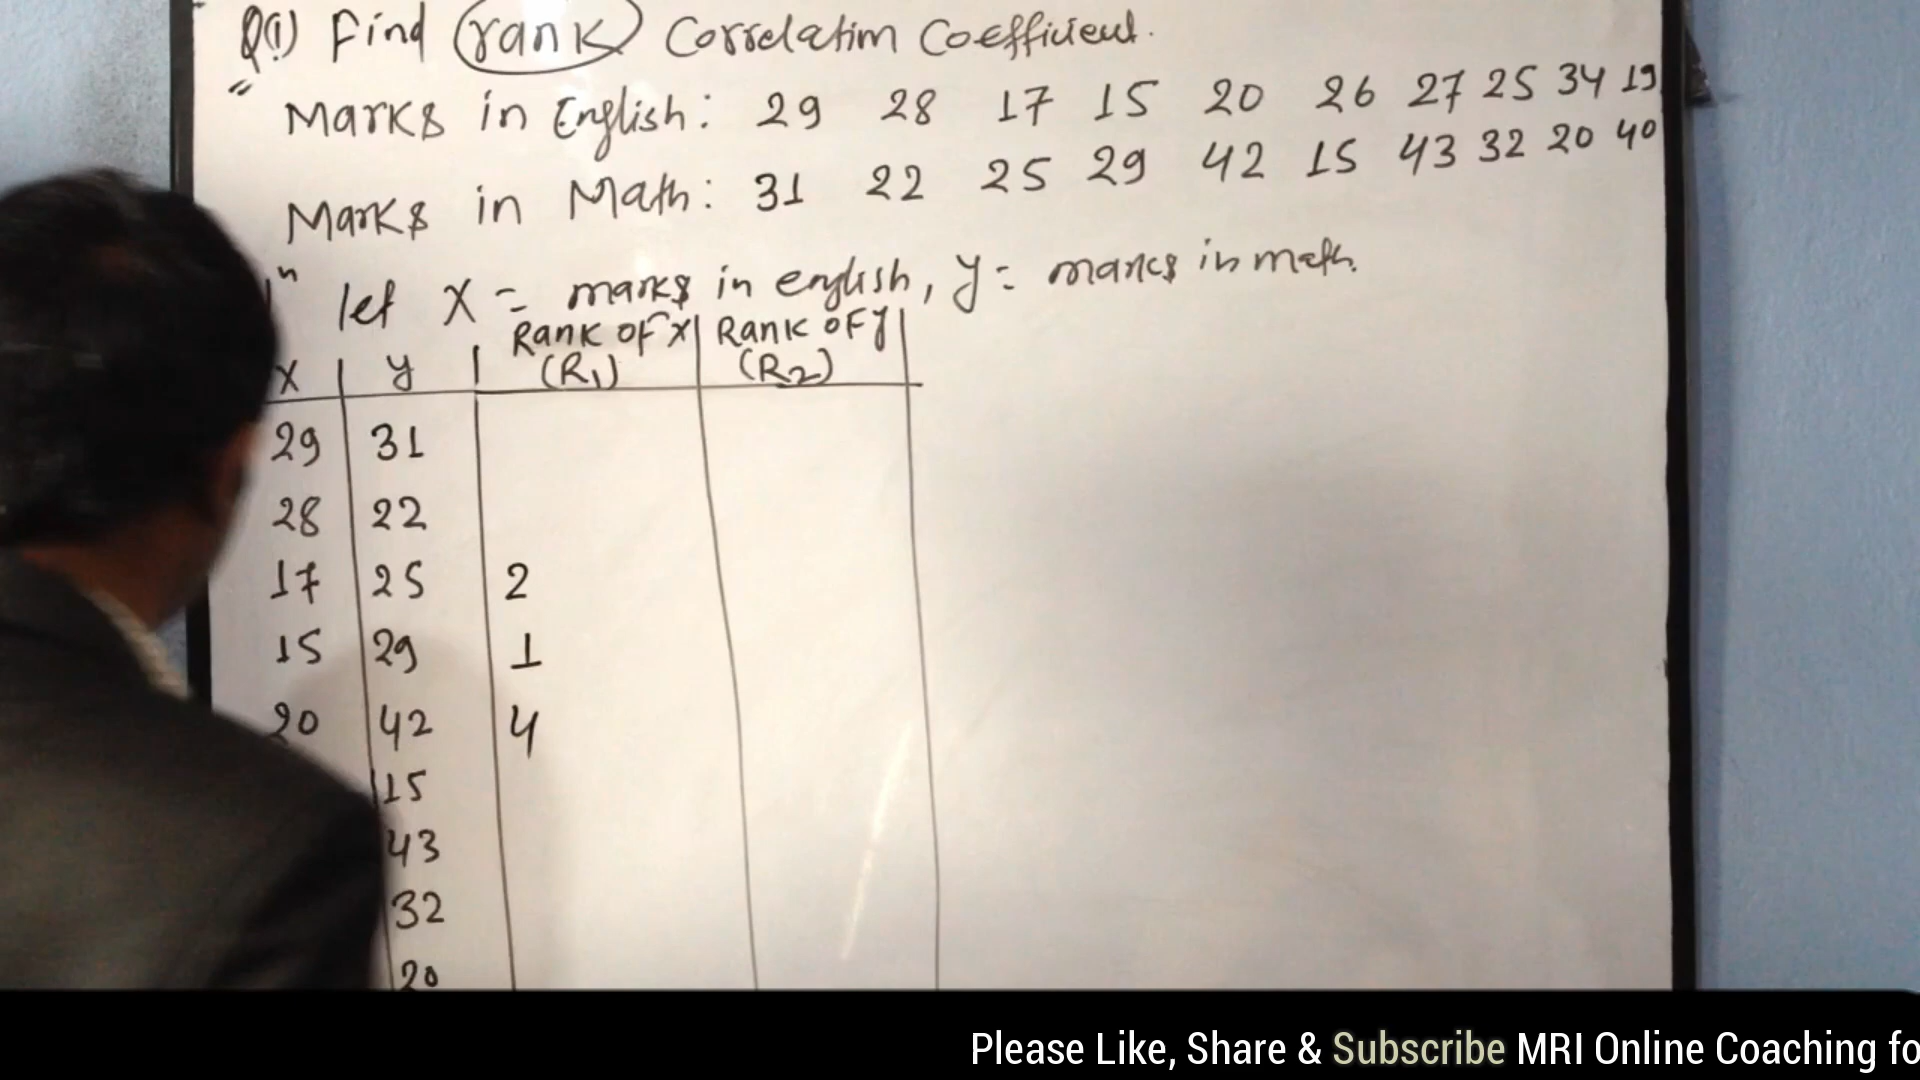 Q(1) Find rank Correlation Coefficient.
Marks in English: 29 28 17 15 20 26 27 25 34 19
Marks in Math: 31 22 25 29 42 15 43 32 20 40
let X = marks in english, y = marks in math.
X y Rank OF X (R1) Rank OF y (R2)
29 31
28 22
17 25 2
15 29 1
20 42 4
15
43
32
20
Please Like, Share & Subscribe MRI Online Coaching fo